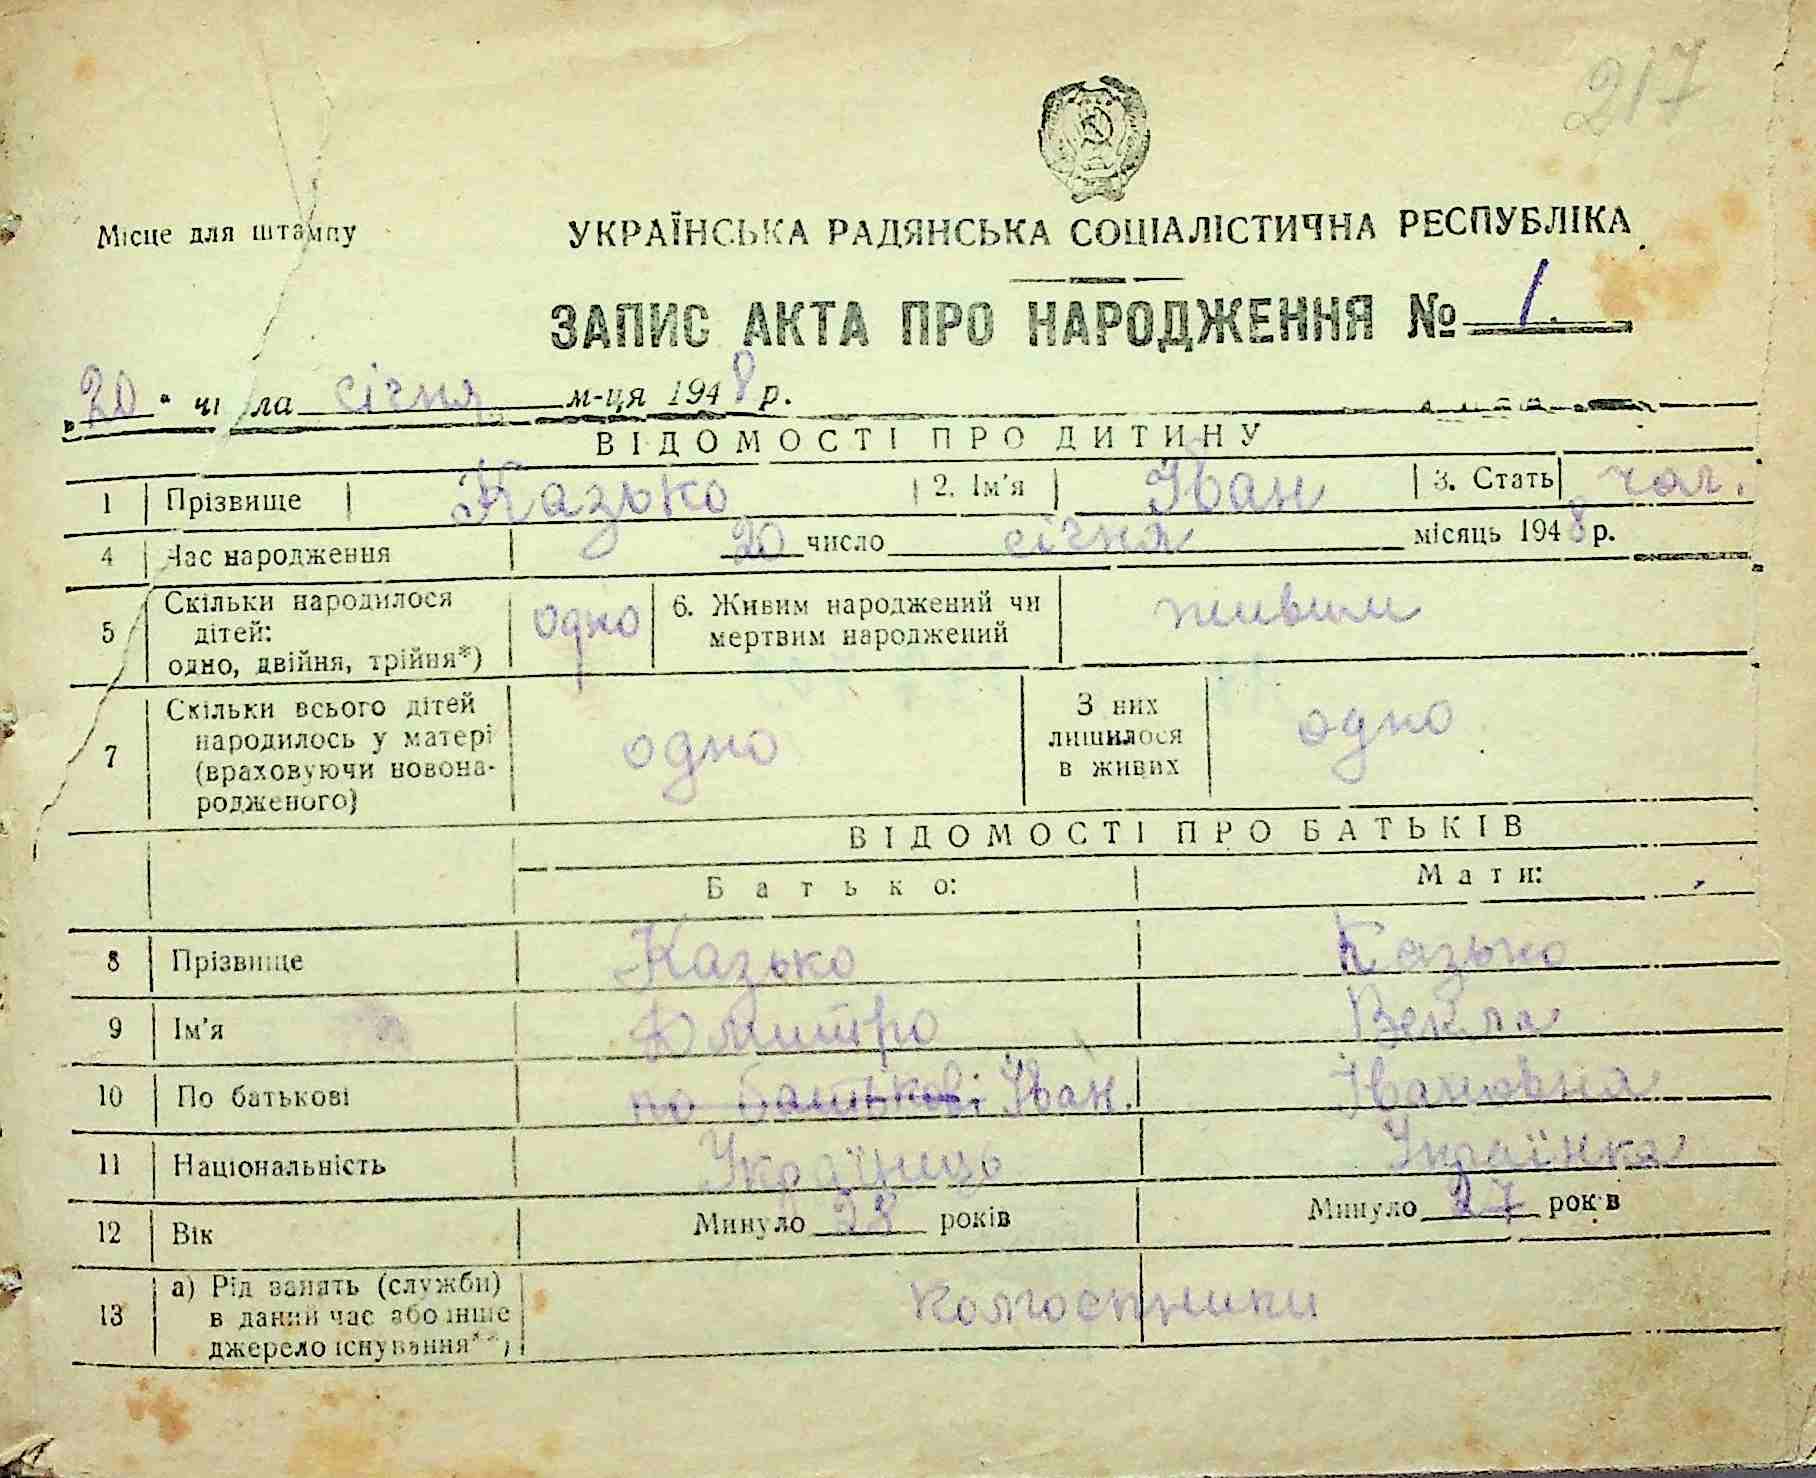 217
Місце для штампу
УКРАЇНСЬКА РАДЯНСЬКА СОЦІАЛІСТИЧНА РЕСПУБЛІКА
ЗАПИС АКТА ПРО НАРОДЖЕННЯ № 1.
„20“ числа січня м-ця 1948 р.
ВІДОМОСТІ ПРО ДИТИНУ
1 Прізвище Казько 2. Ім'я Іван 3. Стать чол.
4 Час народження 20 число січня місяць 1948 р.
5 Скільки народилося дітей: одно, двійня, трійня*) одно 6. Живим народжений чи мертвим народжений живим
7 Скільки всього дітей народилось у матері (враховуючи новонародженого) одно З них лишилося в живих одно
ВІДОМОСТІ ПРО БАТЬКІВ
Батько: Мати:
8 Прізвище Казько Казько
9 Ім'я Дмитро Векла
10 По батькові по батькові Іван. Івановна
11 Національність Українець Українка
12 Вік Минуло 28 років Минуло 27 років
13 а) Рід занять (служби) в даний час або інше джерело існування**) колгоспники